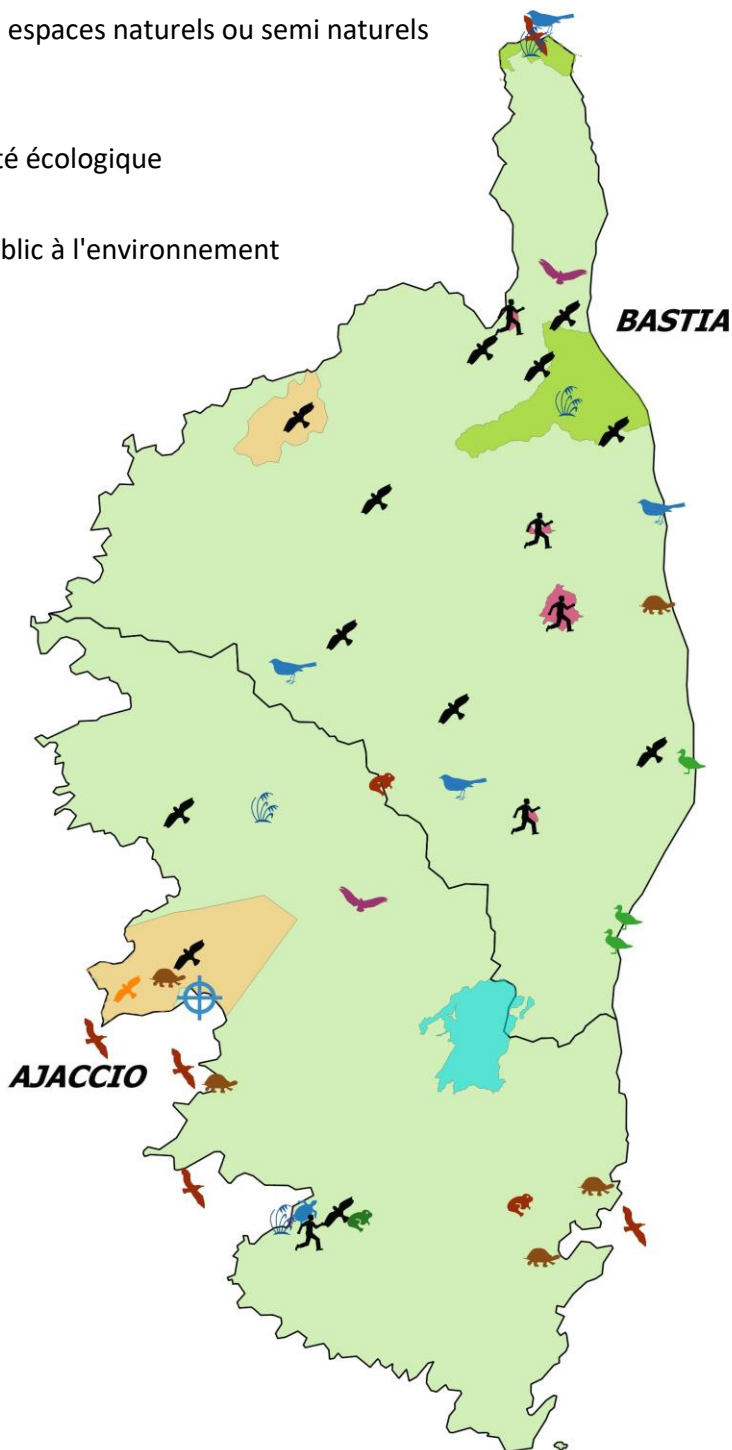 espaces naturels ou semi naturels
té écologique
blic à l'environnement
BASTIA
AJACCIO